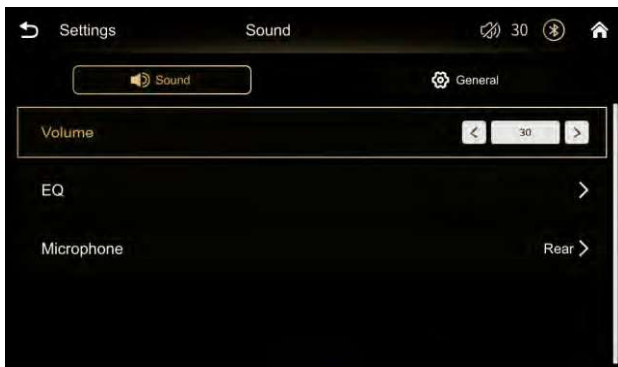 Settings Sound 30
Sound General
Volume 30
EQ
Microphone Rear